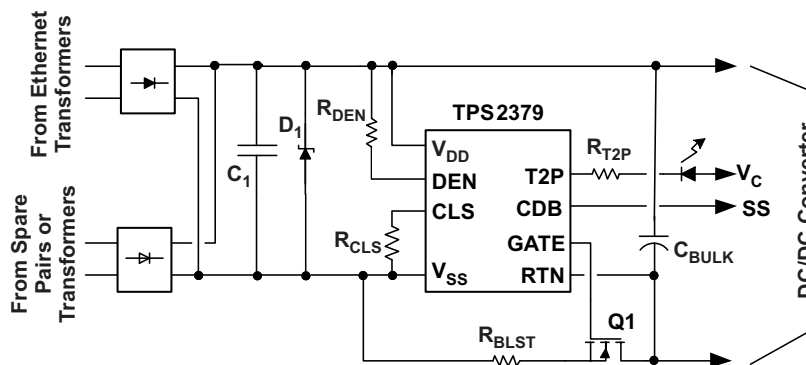 From Ethernet
Transformers
From Spare
Pairs or
Transformers
C1
D1
RDEN
RCLS
TPS2379
VDD
DEN
CLS
VSS
T2P
CDB
GATE
RTN
RT2P
VC
SS
CBULK
RBLST
Q1
DC/DC Converter